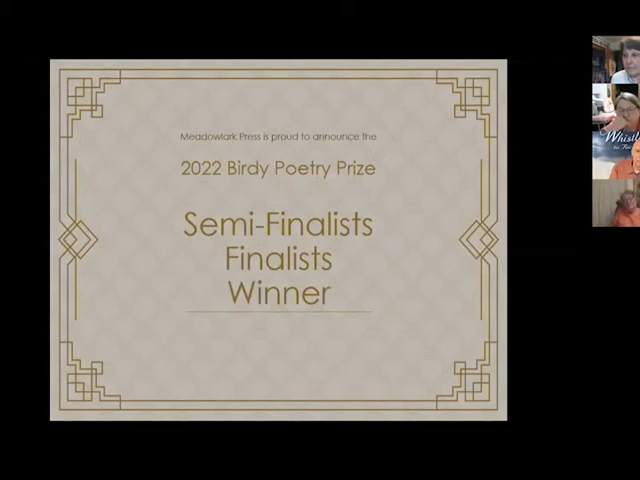 Meadowlark Press is proud to announce the
2022 Birdy Poetry Prize
Semi-Finalists
Finalists
Winner